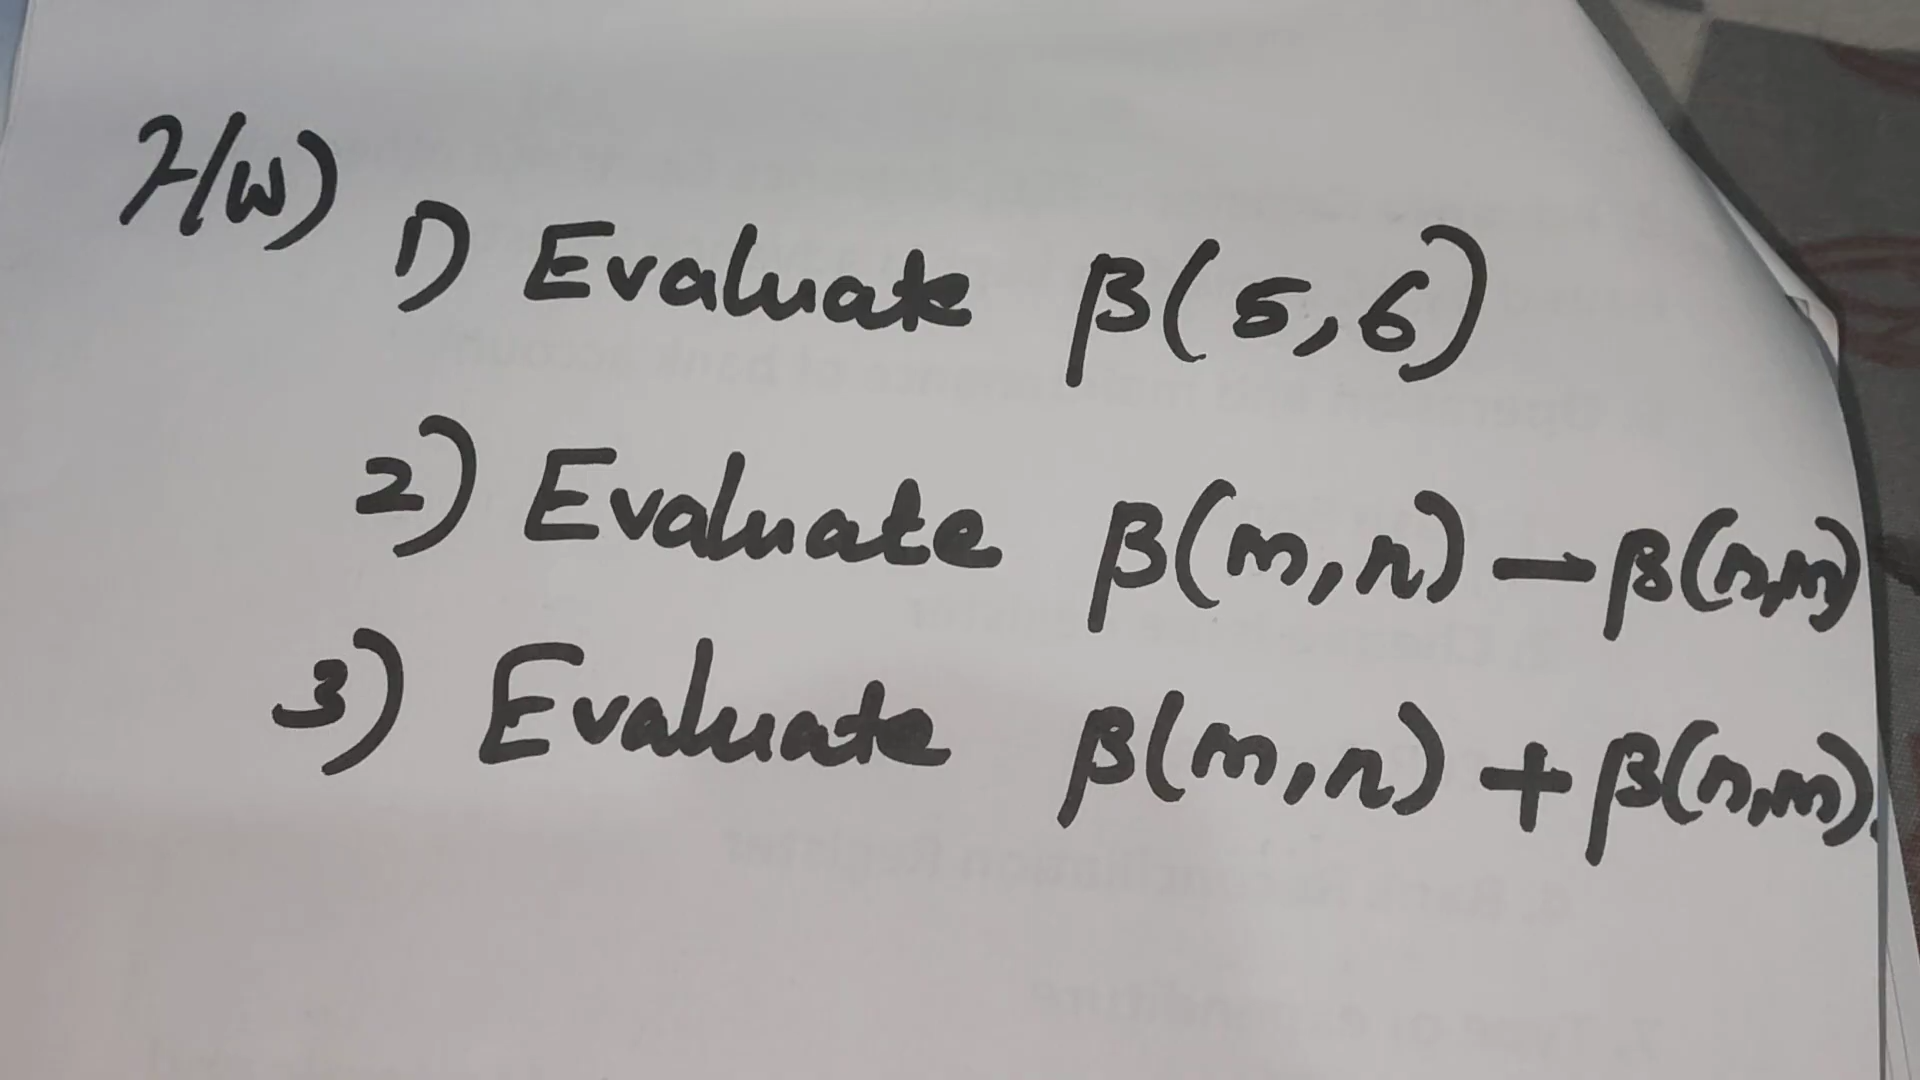 H/W)
1) Evaluate β(5,6)
2) Evaluate β(m,n) – β(n,m)
3) Evaluate β(m,n) + β(n,m).